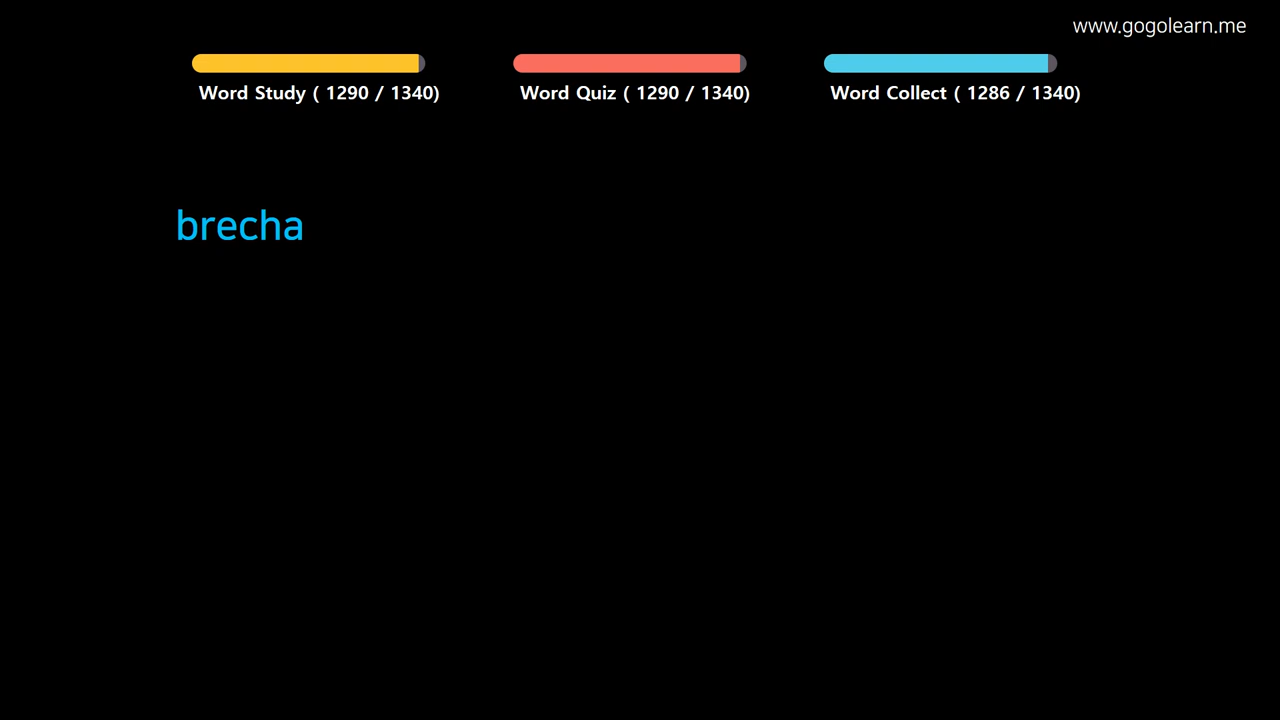 www.gogolearn.me
Word Study ( 1290 / 1340)
Word Quiz ( 1290 / 1340)
Word Collect ( 1286 / 1340)
brecha